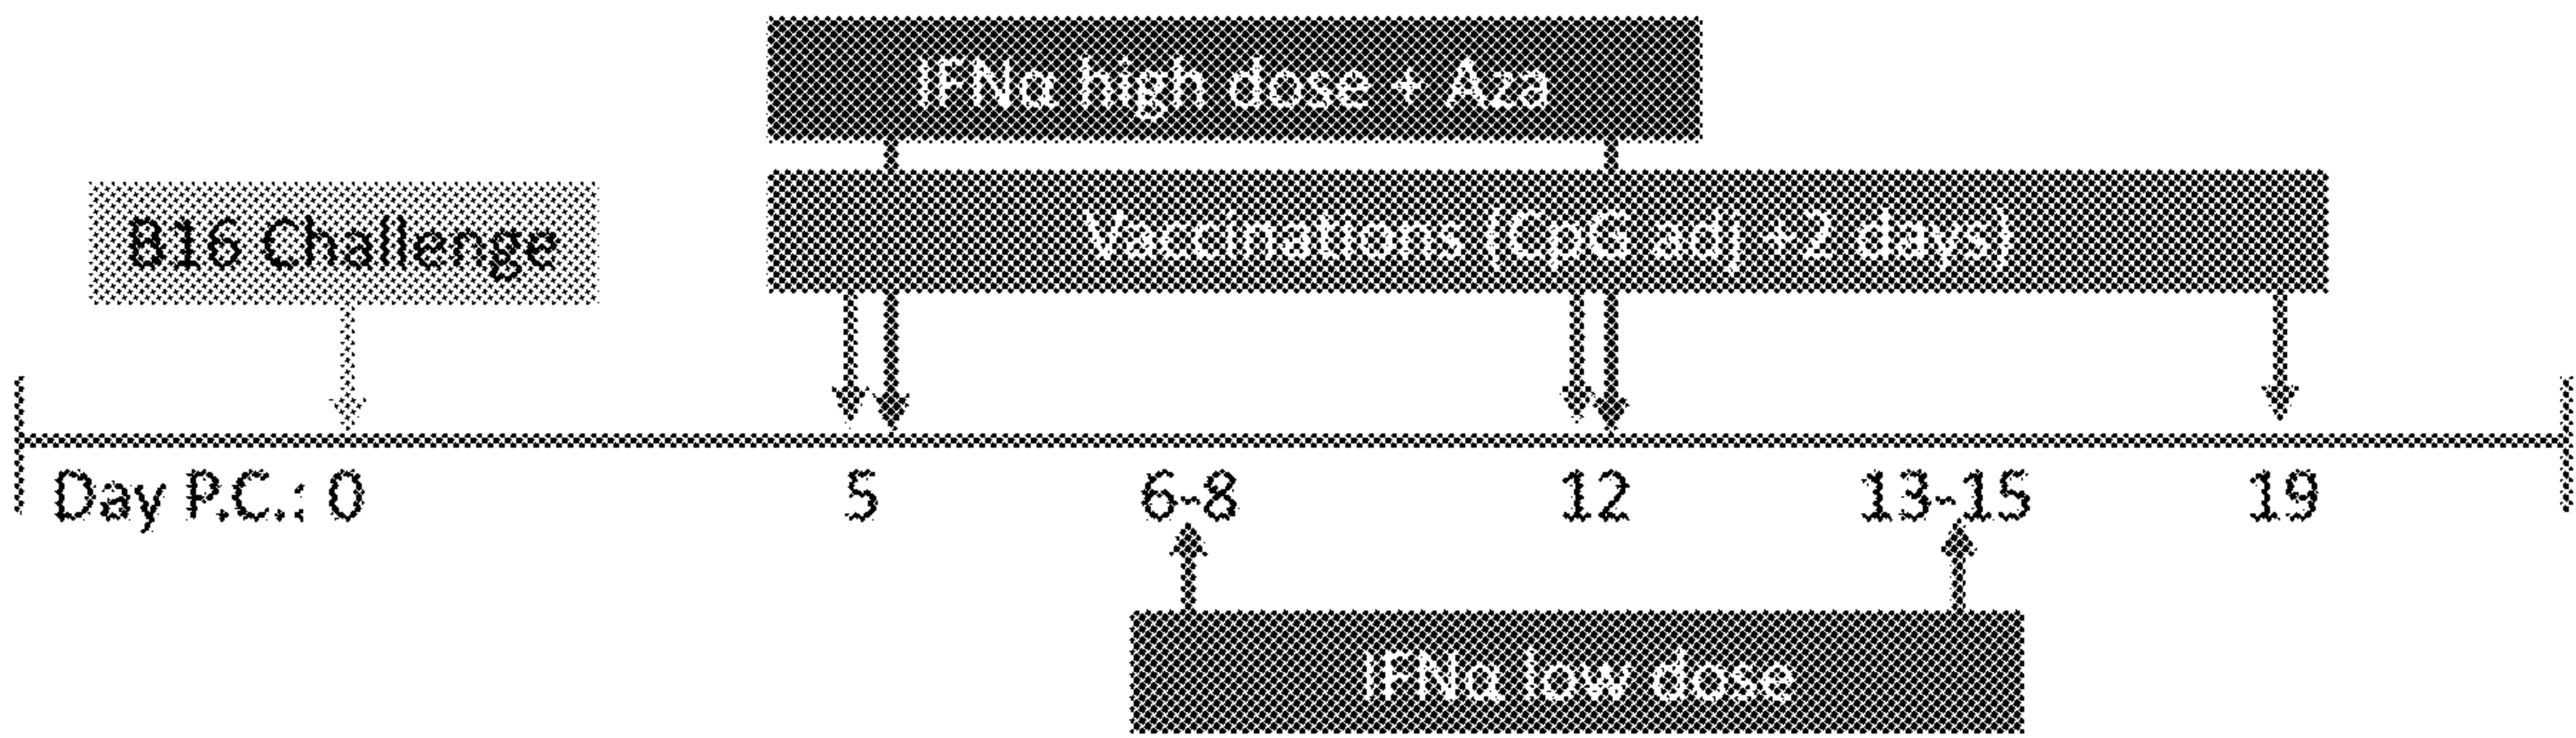 IFNα high dose + Aza
B16 Challenge
Vaccinations (CpG adj +2 days)
Day P.C.: 0 5 6-8 12 13-15 19
IFNα low dose